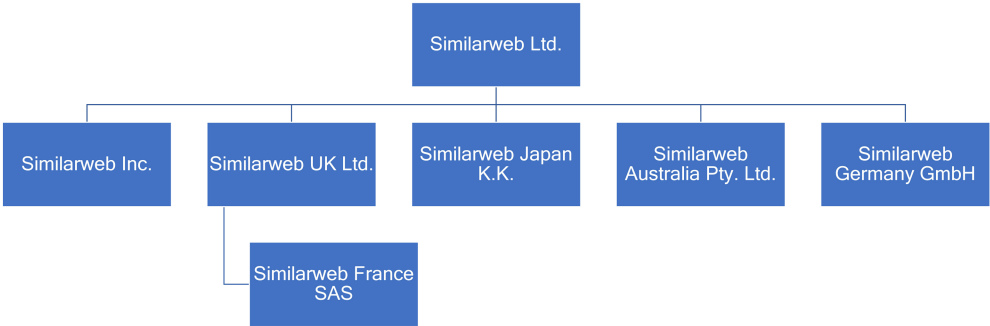 Similarweb Ltd.
Similarweb Inc.
Similarweb UK Ltd.
Similarweb Japan
K.K.
Similarweb
Australia Pty. Ltd.
Similarweb
Germany GmbH
Similarweb France
SAS